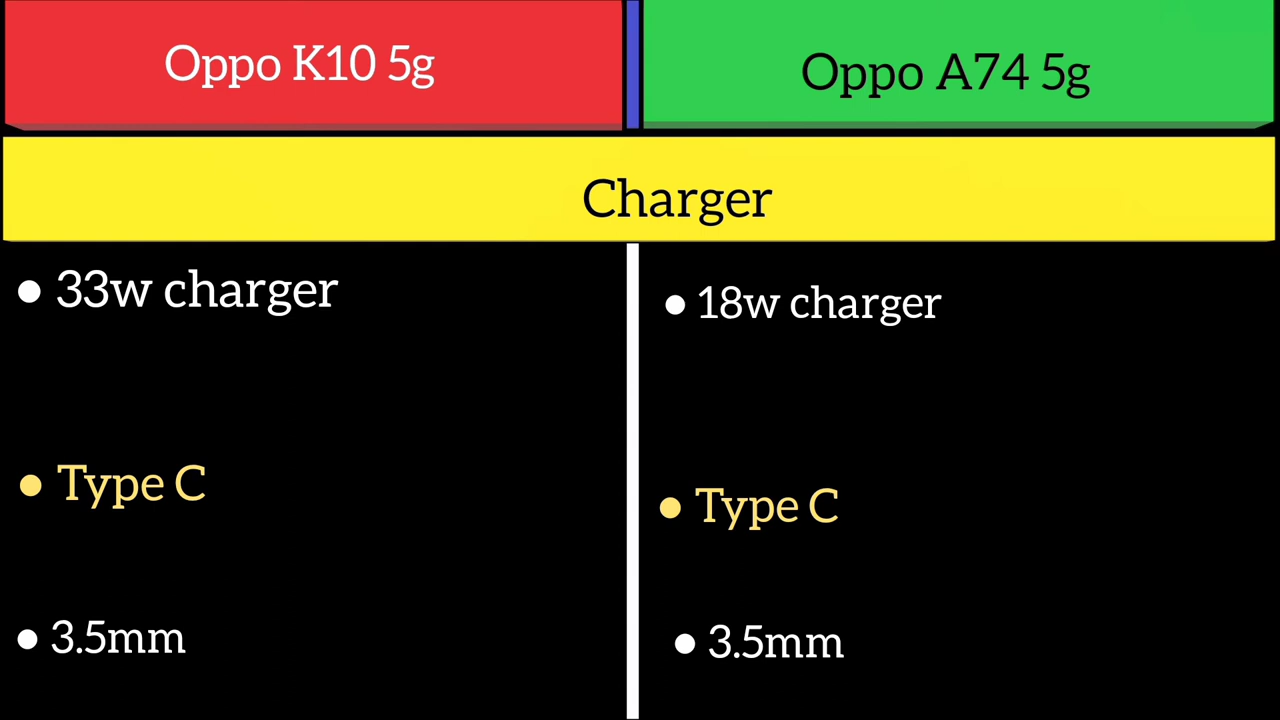 Oppo K10 5g
Oppo A74 5g
Charger
● 33w charger
● Type C
● 3.5mm
● 18w charger
● Type C
● 3.5mm